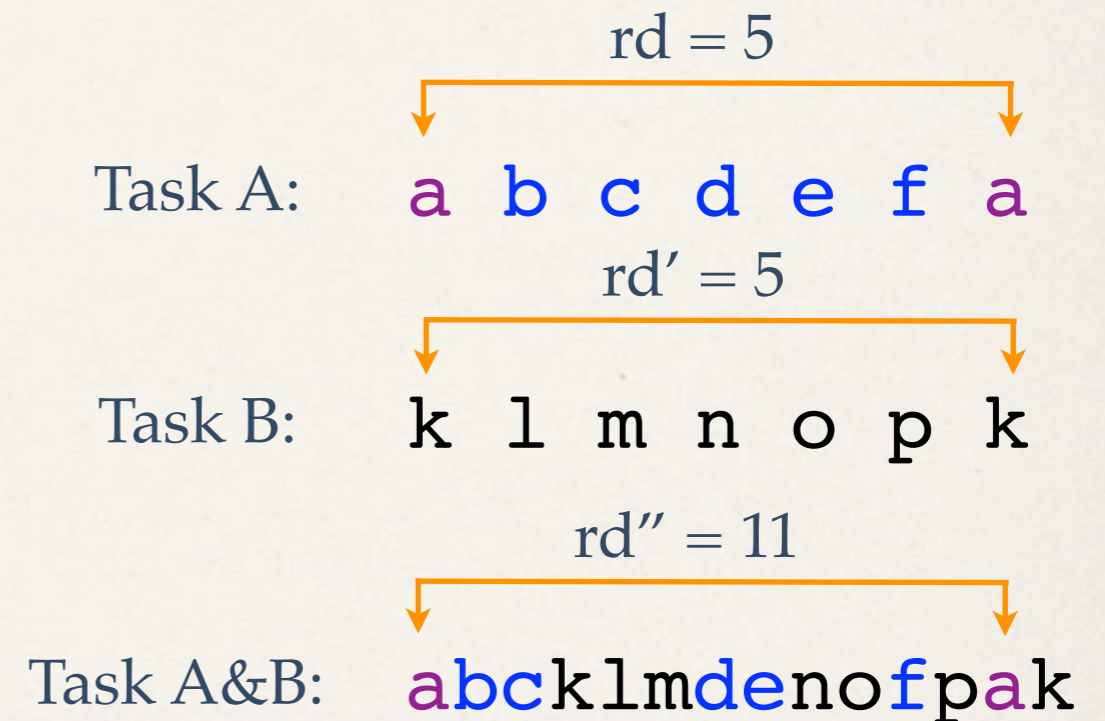 rd = 5
Task A: a b c d e f a
rd′ = 5
Task B: k l m n o p k
rd″ = 11
Task A&B: abcklmdenofpak